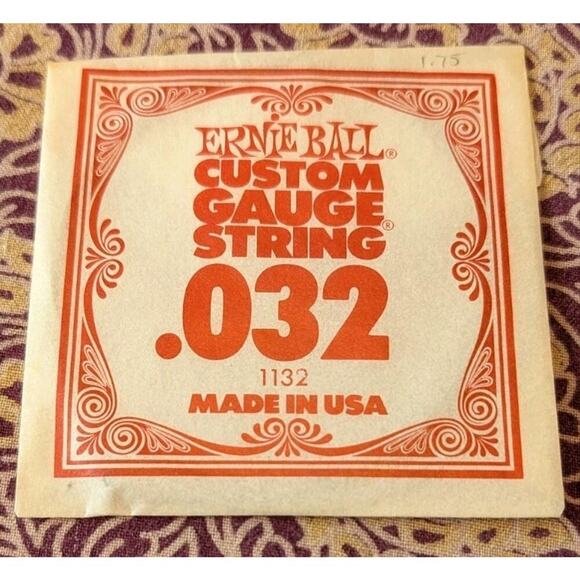 1.75
ERNIE BALL®
CUSTOM
GAUGE
STRING®
.032
1132
MADE IN USA